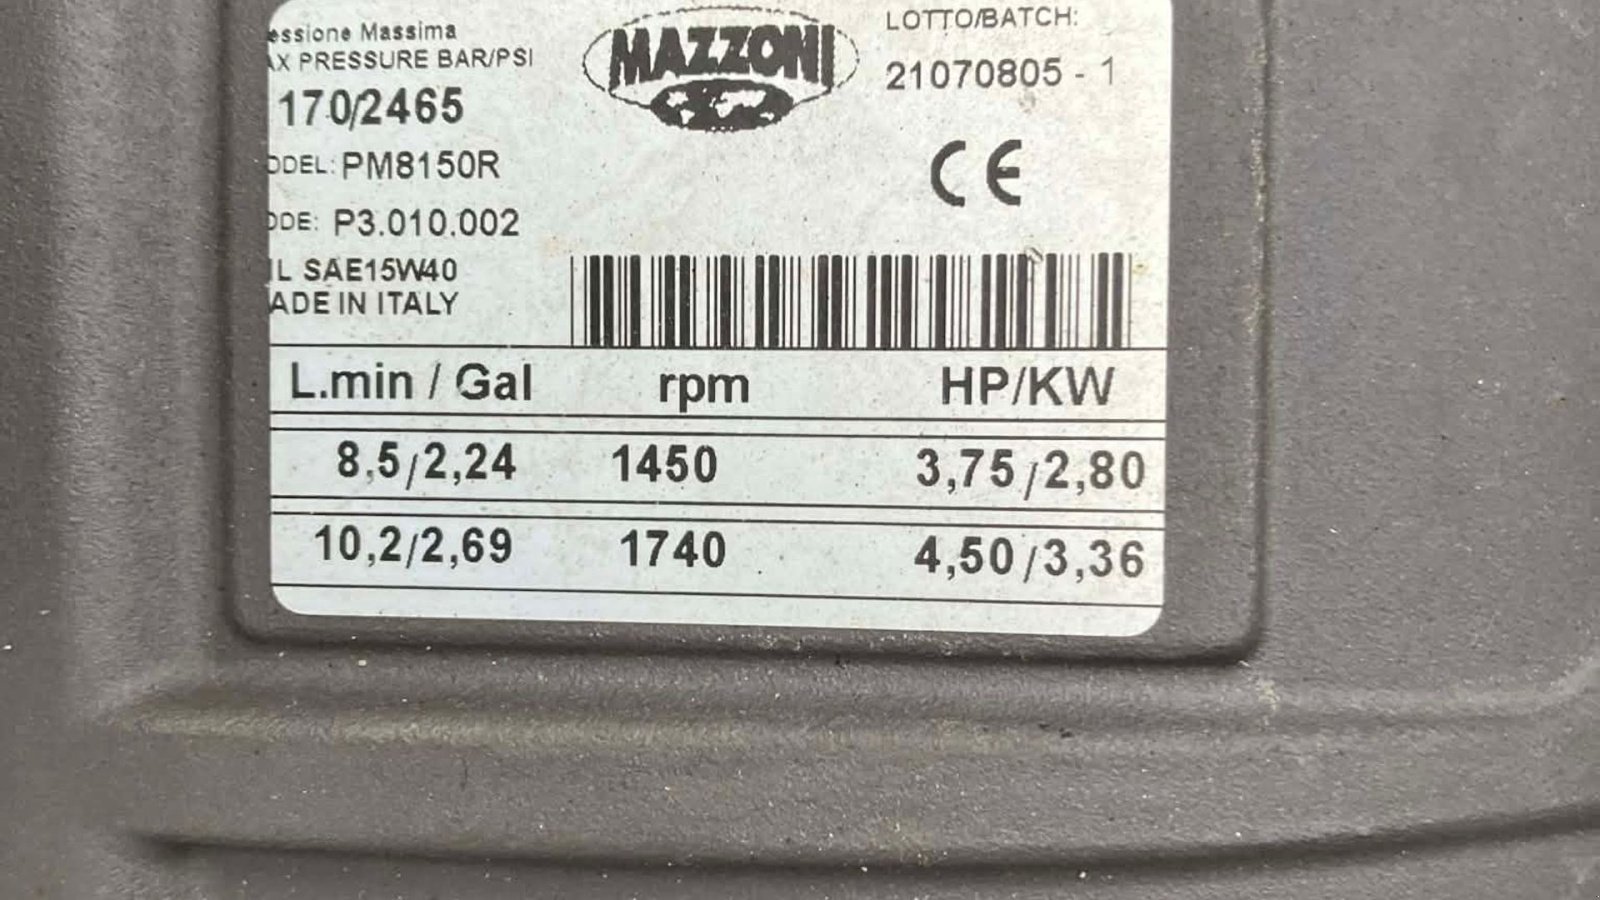 essione Massima
AX PRESSURE BAR/PSI
170/2465
ODEL: PM8150R
ODE: P3.010.002
IL SAE15W40
MADE IN ITALY
MAZZONI
LOTTO/BATCH:
21070805 - 1
CE
L.min / Gal rpm HP/KW
8,5/2,24 1450 3,75/2,80
10,2/2,69 1740 4,50/3,36